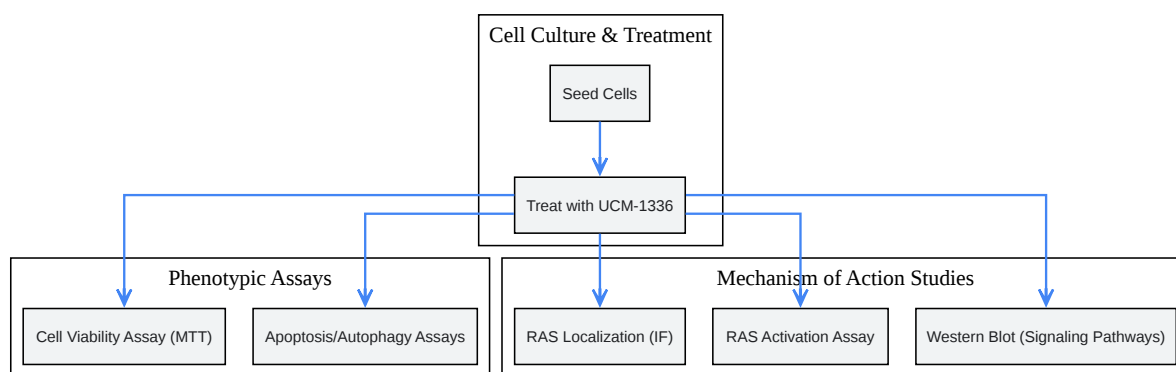 Cell Culture & Treatment
Seed Cells
Treat with UCM-1336
Phenotypic Assays
Mechanism of Action Studies
Cell Viability Assay (MTT)
Apoptosis/Autophagy Assays
RAS Localization (IF)
RAS Activation Assay
Western Blot (Signaling Pathways)